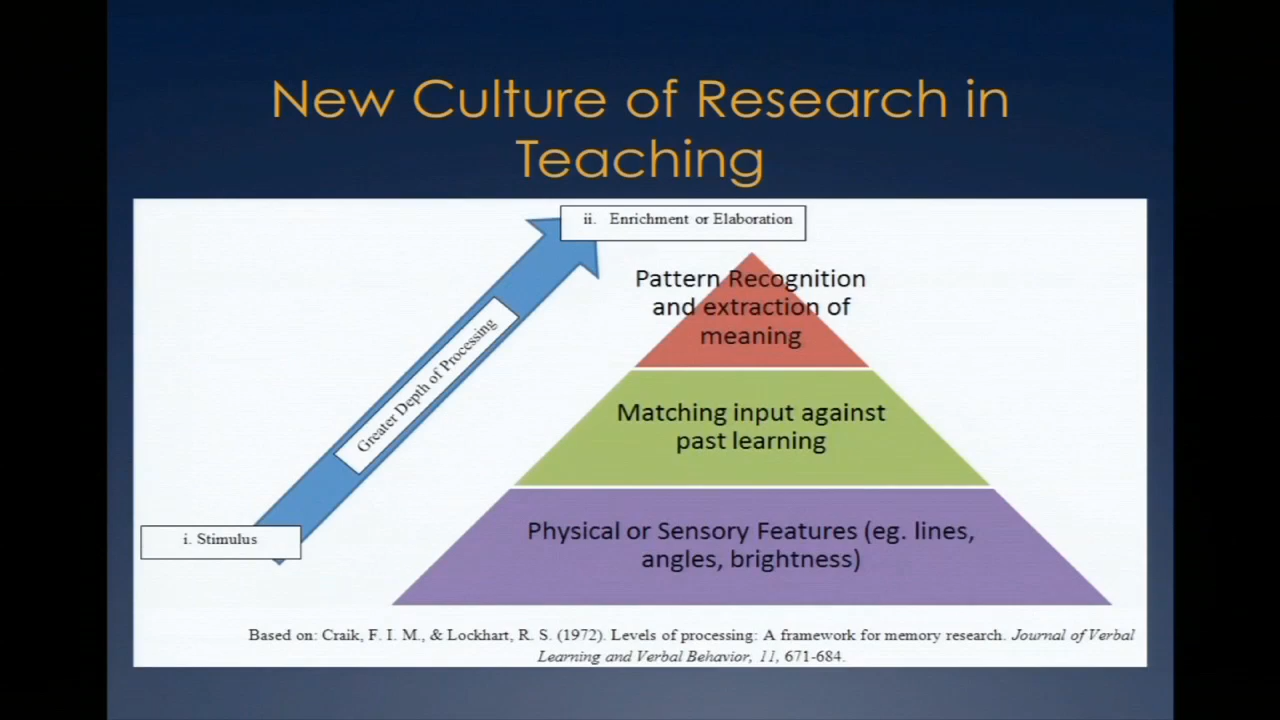 New Culture of Research in
Teaching
ii. Enrichment or Elaboration
Pattern Recognition
and extraction of
meaning
Greater Depth of Processing
Matching input against
past learning
i. Stimulus
Physical or Sensory Features (eg. lines,
angles, brightness)
Based on: Craik, F. I. M., & Lockhart, R. S. (1972). Levels of processing: A framework for memory research. Journal of Verbal
Learning and Verbal Behavior, 11, 671-684.